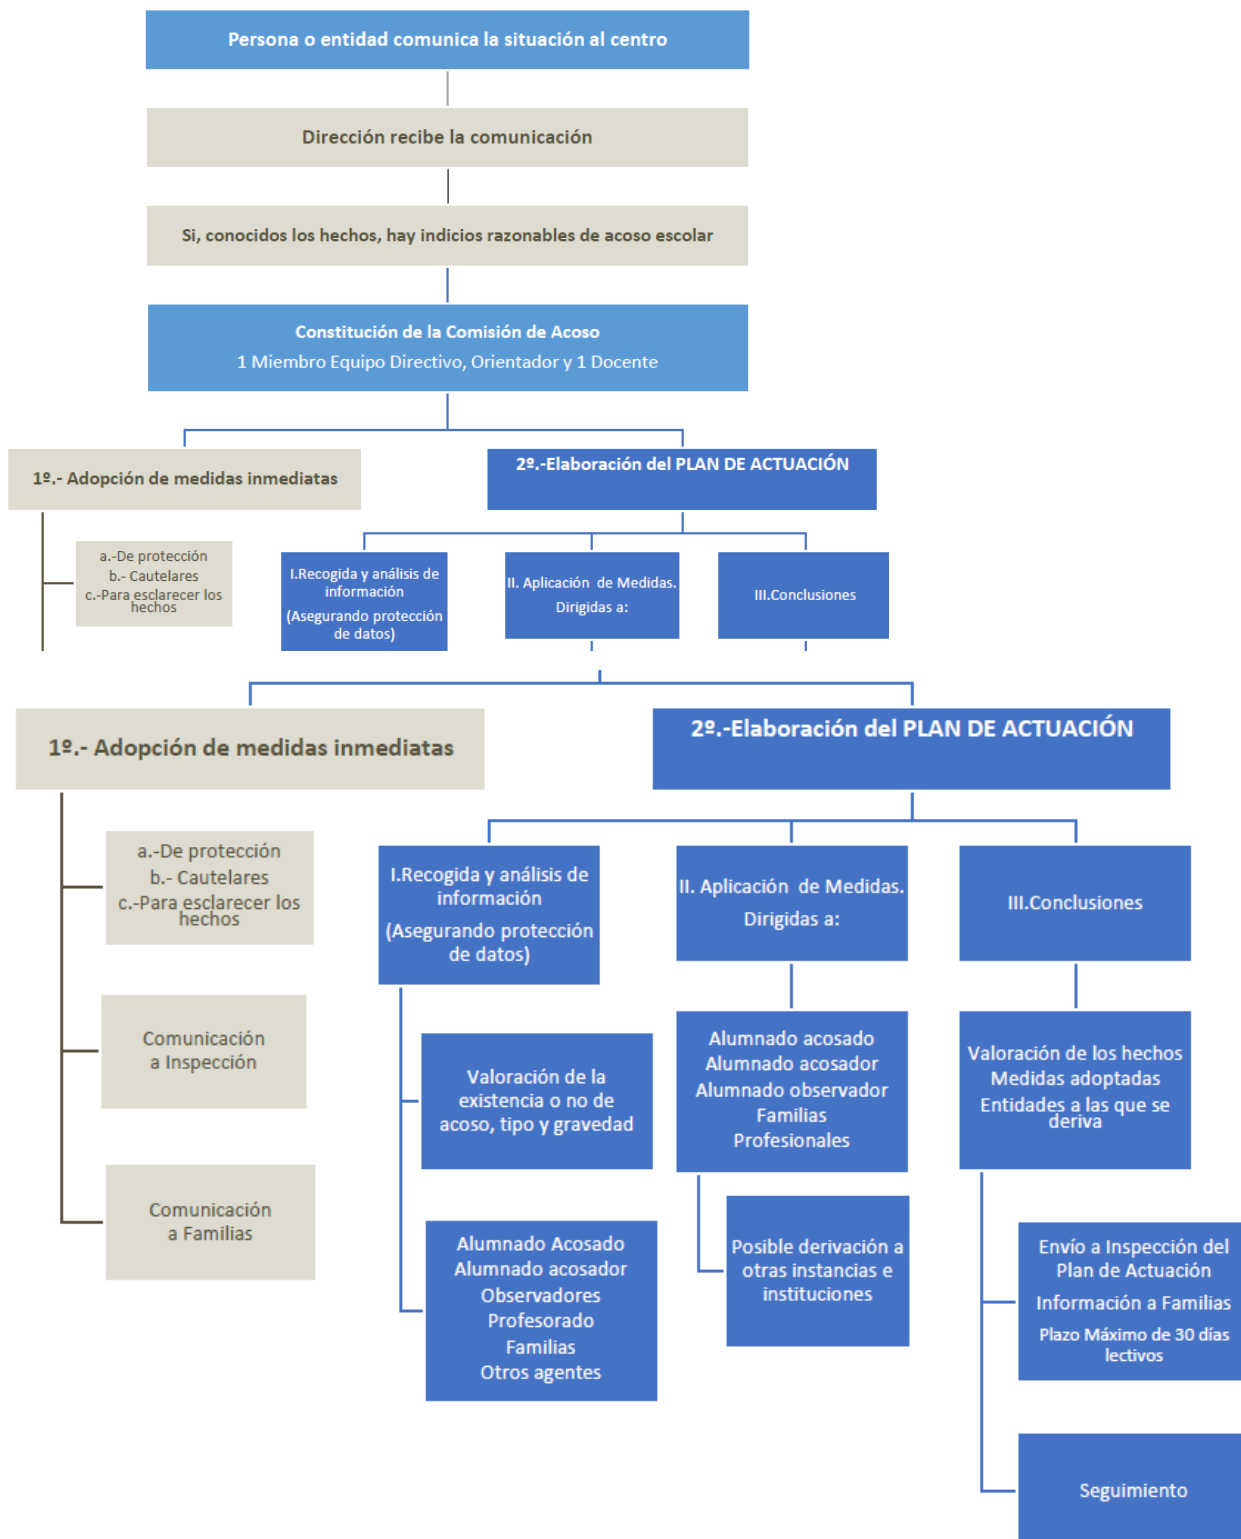 Persona o entidad comunica la situación al centro
Dirección recibe la comunicación
Si, conocidos los hechos, hay indicios razonables de acoso escolar
Constitución de la Comisión de Acoso
1 Miembro Equipo Directivo, Orientador y 1 Docente
1º.- Adopción de medidas inmediatas
2º.-Elaboración del PLAN DE ACTUACIÓN
a.-De protección
b.- Cautelares
c.-Para esclarecer los
hechos
I.Recogida y análisis de
información
(Asegurando protección
de datos)
II. Aplicación de Medidas.
Dirigidas a:
III.Conclusiones
1º.- Adopción de medidas inmediatas
2º.-Elaboración del PLAN DE ACTUACIÓN
a.-De protección
b.- Cautelares
c.-Para esclarecer los
hechos
Comunicación
a Inspección
Comunicación
a Familias
I.Recogida y análisis de
información
(Asegurando protección
de datos)
Valoración de la
existencia o no de
acoso, tipo y gravedad
Alumnado Acosado
Alumnado acosador
Observadores
Profesorado
Familias
Otros agentes
II. Aplicación de Medidas.
Dirigidas a:
Alumnado acosado
Alumnado acosador
Alumnado observador
Familias
Profesionales
Posible derivación a
otras instancias e
instituciones
III.Conclusiones
Valoración de los hechos
Medidas adoptadas
Entidades a las que se
deriva
Envío a Inspección del
Plan de Actuación
Información a Familias
Plazo Máximo de 30 días
lectivos
Seguimiento